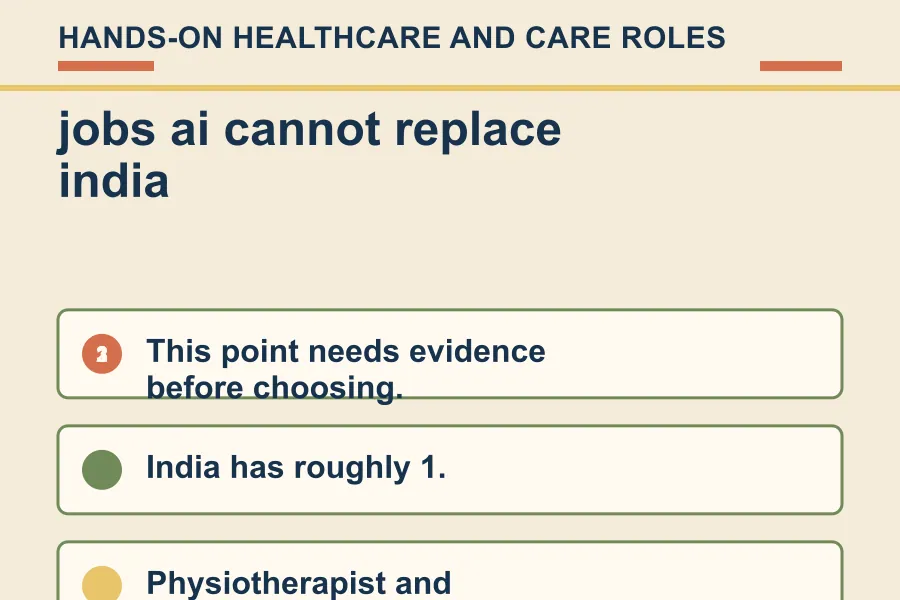 HANDS-ON HEALTHCARE AND CARE ROLES
jobs ai cannot replace
india
This point needs evidence
before choosing.
India has roughly 1.
Physiotherapist and